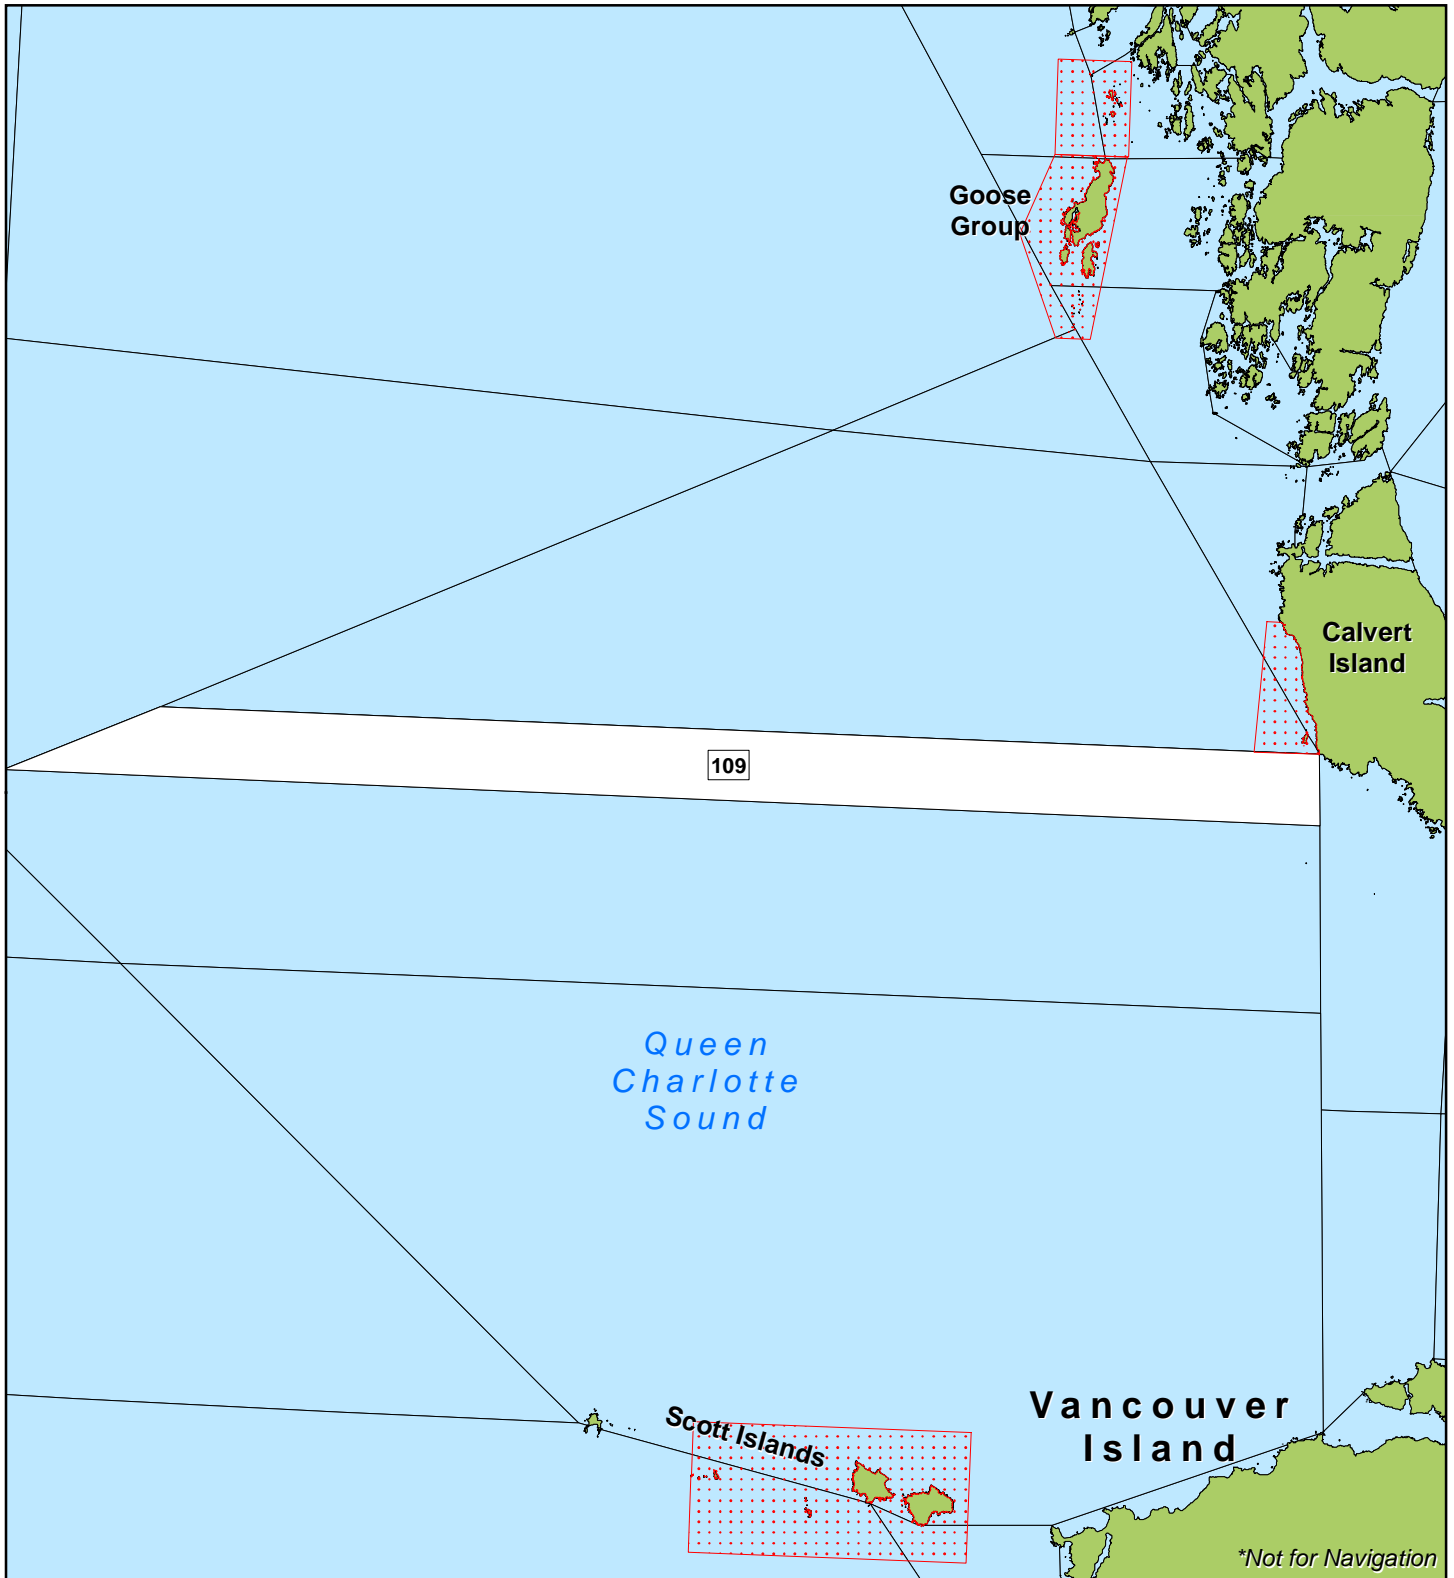 Goose
Group
Calvert
Island
109
Queen
Charlotte
Sound
Vancouver
Island
Scott Islands
*Not for Navigation